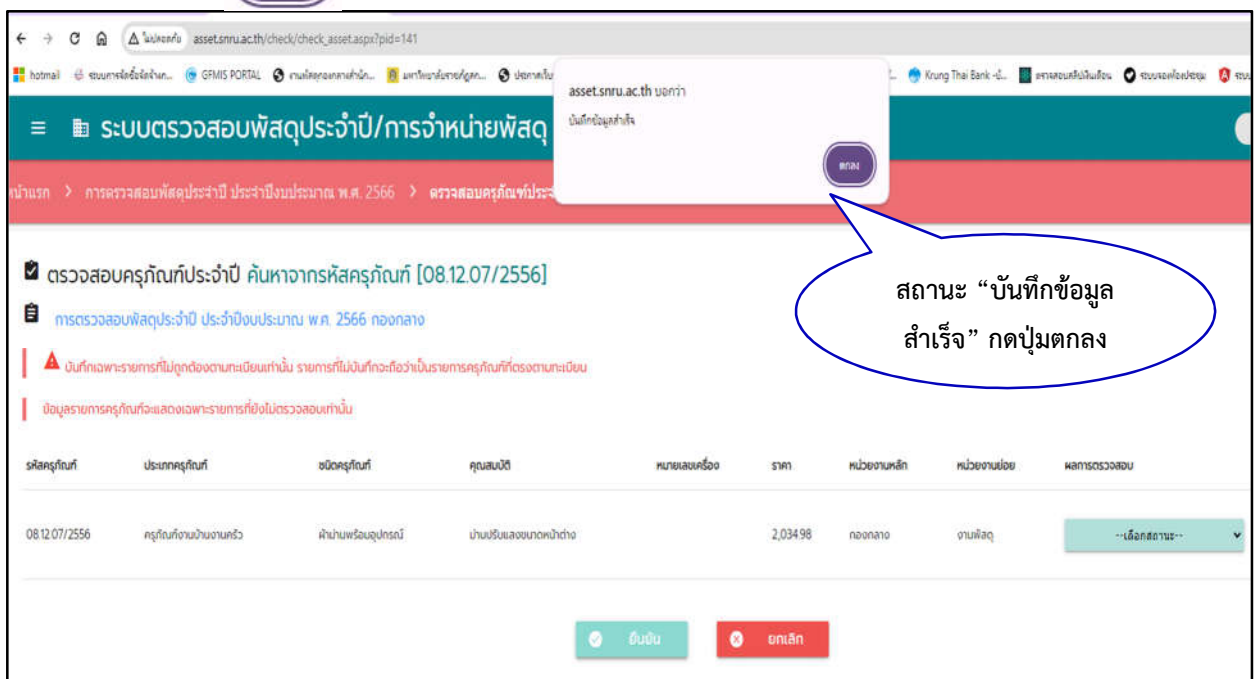 ไม่ปลอดภัย asset.snru.ac.th/check/check_asset.aspx?pid=141
hotmail GFMIS PORTAL Krung Thai Bank
asset.snru.ac.th บอกว่า
บันทึกข้อมูลสำเร็จ
ตกลง
ระบบตรวจสอบพัสดุประจำปี/การจำหน่ายพัสดุ
หน้าแรก > การตรวจสอบพัสดุประจำปี ประจำปีงบประมาณ พ.ศ. 2566 > ตรวจสอบครุภัณฑ์ประจำ
สถานะ “บันทึกข้อมูล
สำเร็จ” กดปุ่มตกลง
ตรวจสอบครุภัณฑ์ประจำปี ค้นหาจากรหัสครุภัณฑ์ [08.12.07/2556]
การตรวจสอบพัสดุประจำปี ประจำปีงบประมาณ พ.ศ. 2566 กองกลาง
บันทึกเฉพาะรายการที่ไม่ถูกต้องตามทะเบียนเท่านั้น รายการที่ไม่บันทึกจะถือว่าเป็นรายการครุภัณฑ์ที่ตรงตามทะเบียน
ข้อมูลรายการครุภัณฑ์จะแสดงเฉพาะรายการที่ยังไม่ตรวจสอบเท่านั้น
รหัสครุภัณฑ์ ประเภทครุภัณฑ์ ชนิดครุภัณฑ์ คุณสมบัติ หมายเลขเครื่อง ราคา หน่วยงานหลัก หน่วยงานย่อย ผลการตรวจสอบ
08.12.07/2556 ครุภัณฑ์งานบ้านงานครัว ผ้าม่านพร้อมอุปกรณ์ ม่านปรับแสงขนาดหน้าต่าง 2,034.98 กองกลาง งานพัสดุ --เลือกสถานะ--
ยืนยัน ยกเลิก